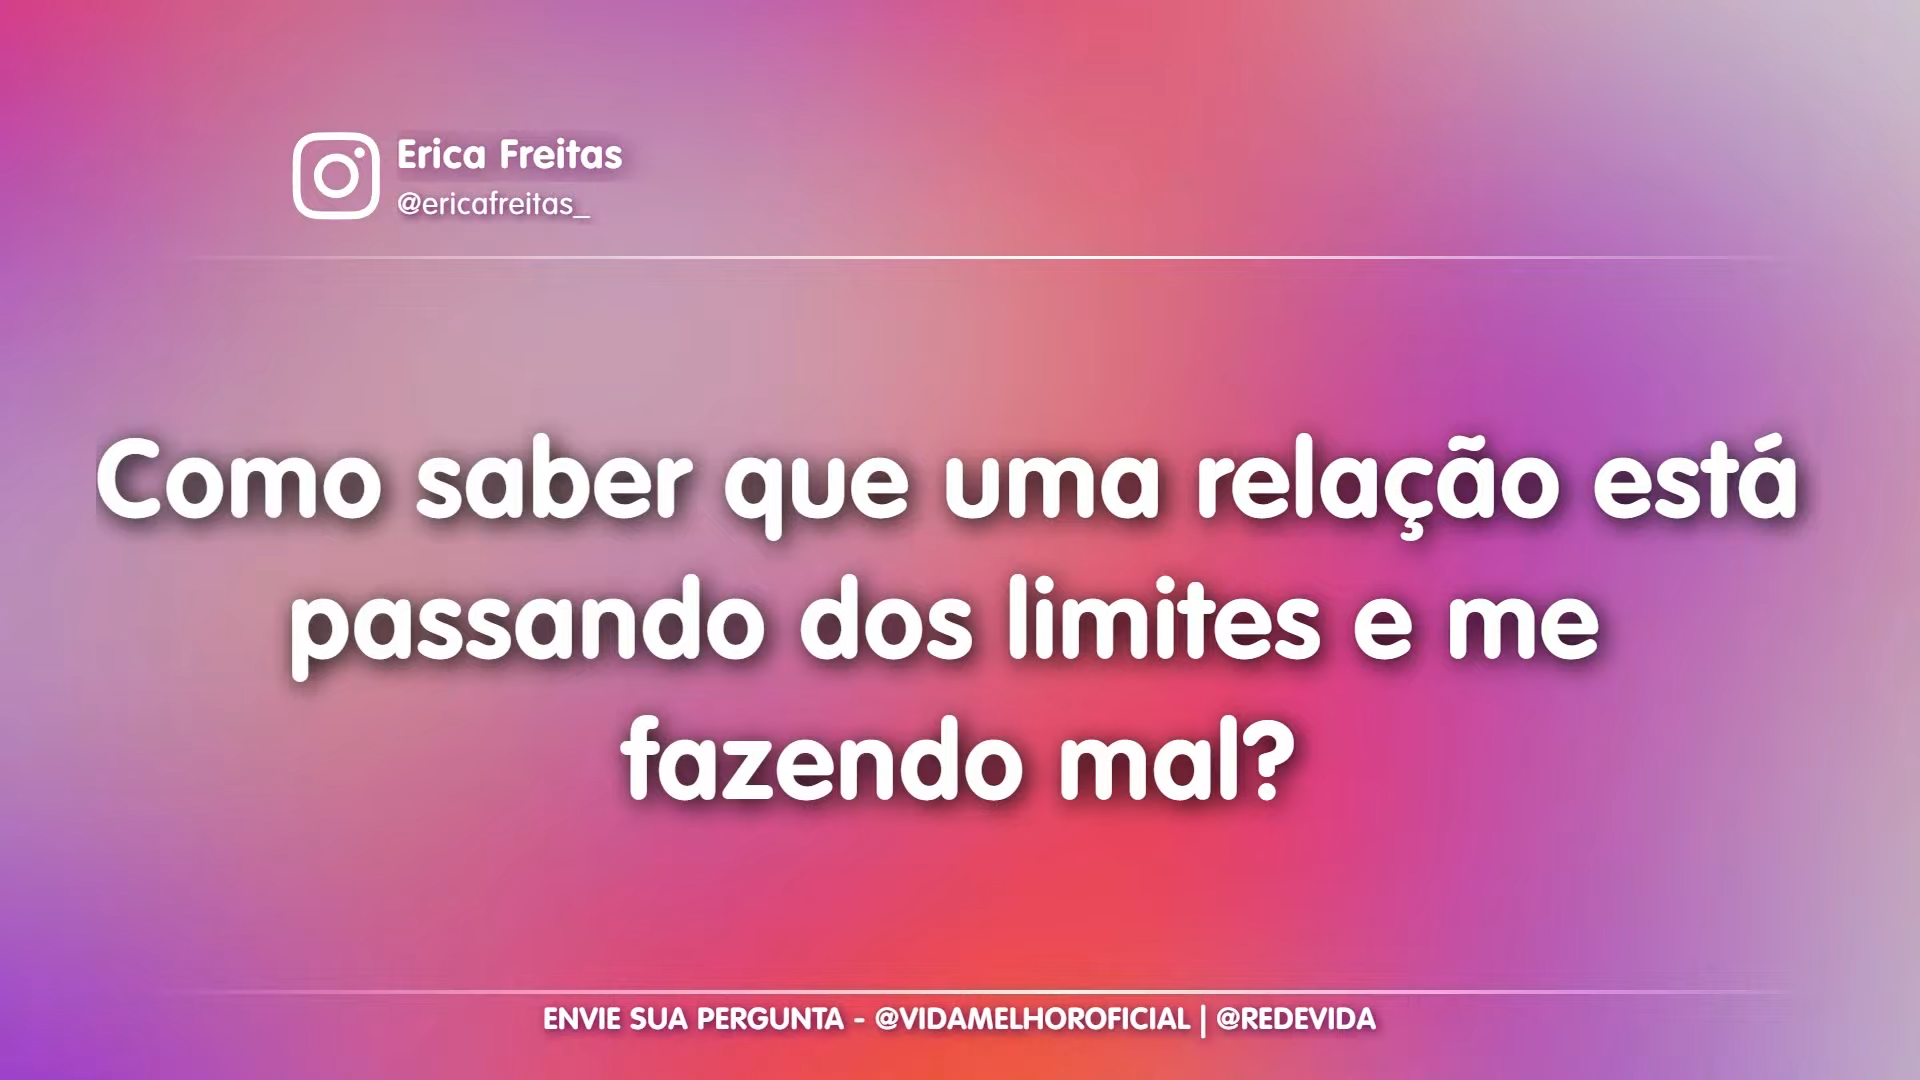 Erica Freitas
@ericafreitas_
Como saber que uma relação está
passando dos limites e me
fazendo mal?
ENVIE SUA PERGUNTA - @VIDAMELHOROFICIAL | @REDEVIDA